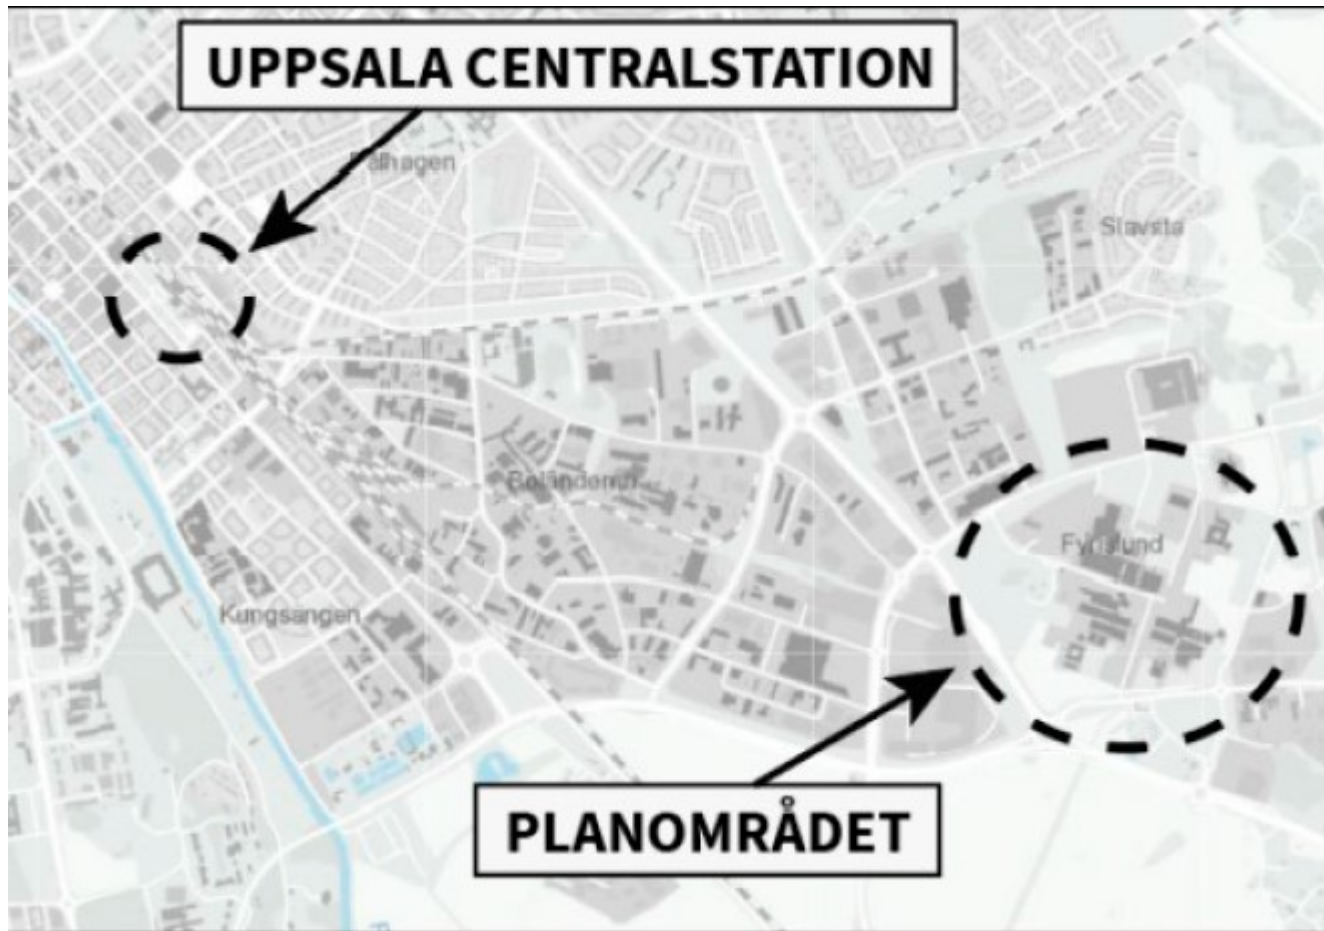 UPPSALA CENTRALSTATION
Fålhagen
Slavsta
Boländerna
Fyrislund
Kungsängen
PLANOMRÅDET